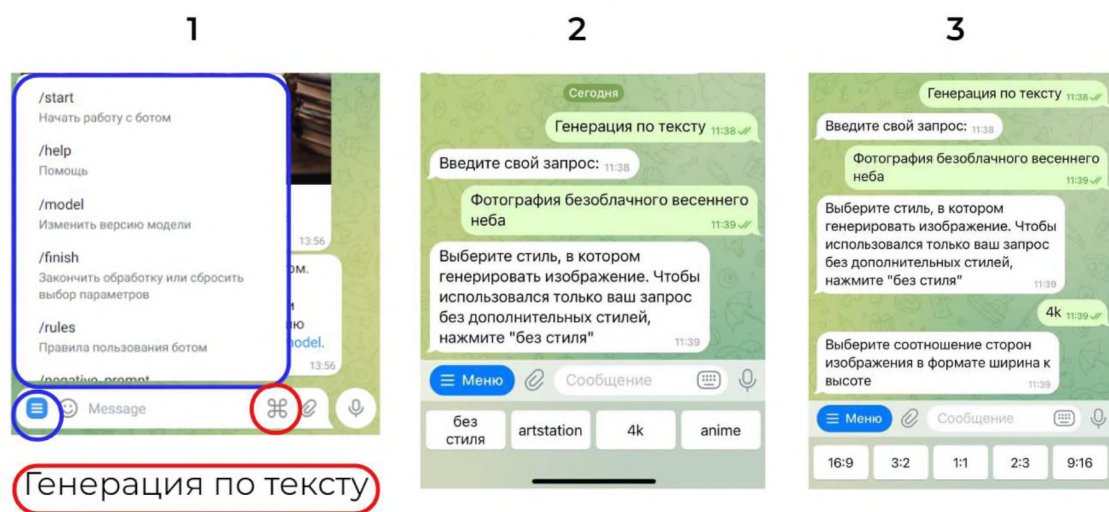 1
/start
Начать работу с ботом
/help
Помощь
/model
Изменить версию модели
/finish
Закончить обработку или сбросить
выбор параметров
/rules
Правила пользования ботом
/negative_prompt
13:56
ом.
ю
odel.
13:56
Message
Генерация по тексту
2
Сегодня
Генерация по тексту 11:38
Введите свой запрос: 11:38
Фотография безоблачного весеннего
неба 11:39
Выберите стиль, в котором
генерировать изображение. Чтобы
использовался только ваш запрос
без дополнительных стилей,
нажмите "без стиля" 11:39
Меню Сообщение
без
стиля
artstation 4k anime
3
Генерация по тексту 11:38
Введите свой запрос: 11:38
Фотография безоблачного весеннего
неба 11:39
Выберите стиль, в котором
генерировать изображение. Чтобы
использовался только ваш запрос
без дополнительных стилей,
нажмите "без стиля" 11:39
4k 11:39
Выберите соотношение сторон
изображения в формате ширина к
высоте 11:39
Меню Сообщение
16:9 3:2 1:1 2:3 9:16